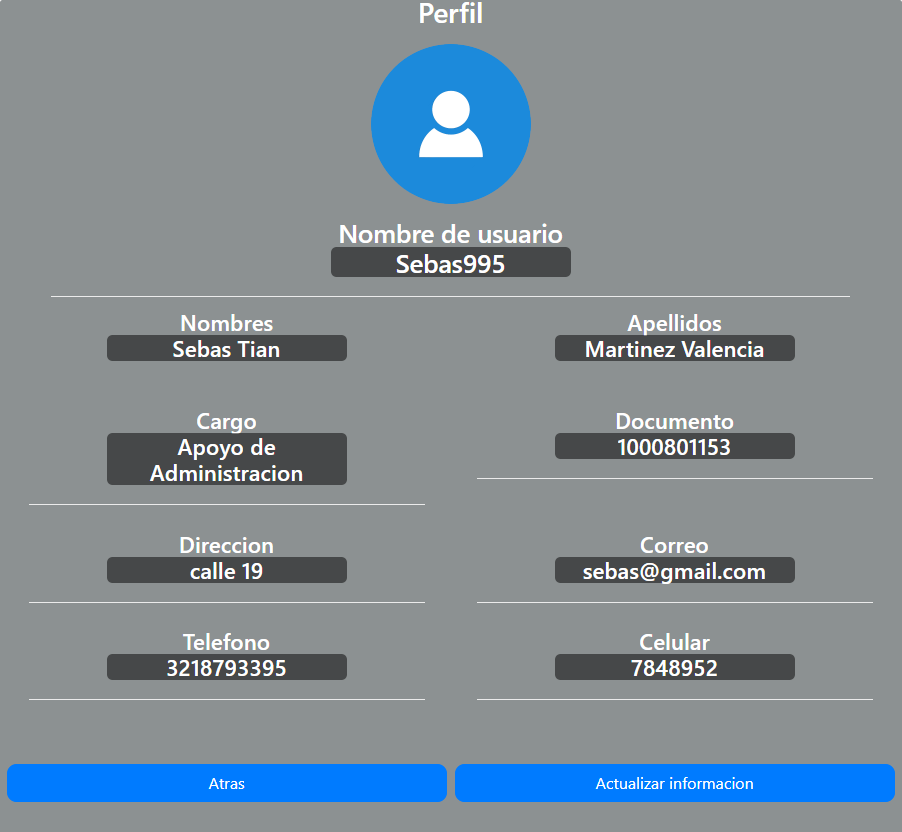 Perfil
Nombre de usuario
Sebas995
Nombres
Sebas Tian
Apellidos
Martinez Valencia
Cargo
Apoyo de
Administracion
Documento
1000801153
Direccion
calle 19
Correo
sebas@gmail.com
Telefono
3218793395
Celular
7848952
Atras
Actualizar informacion